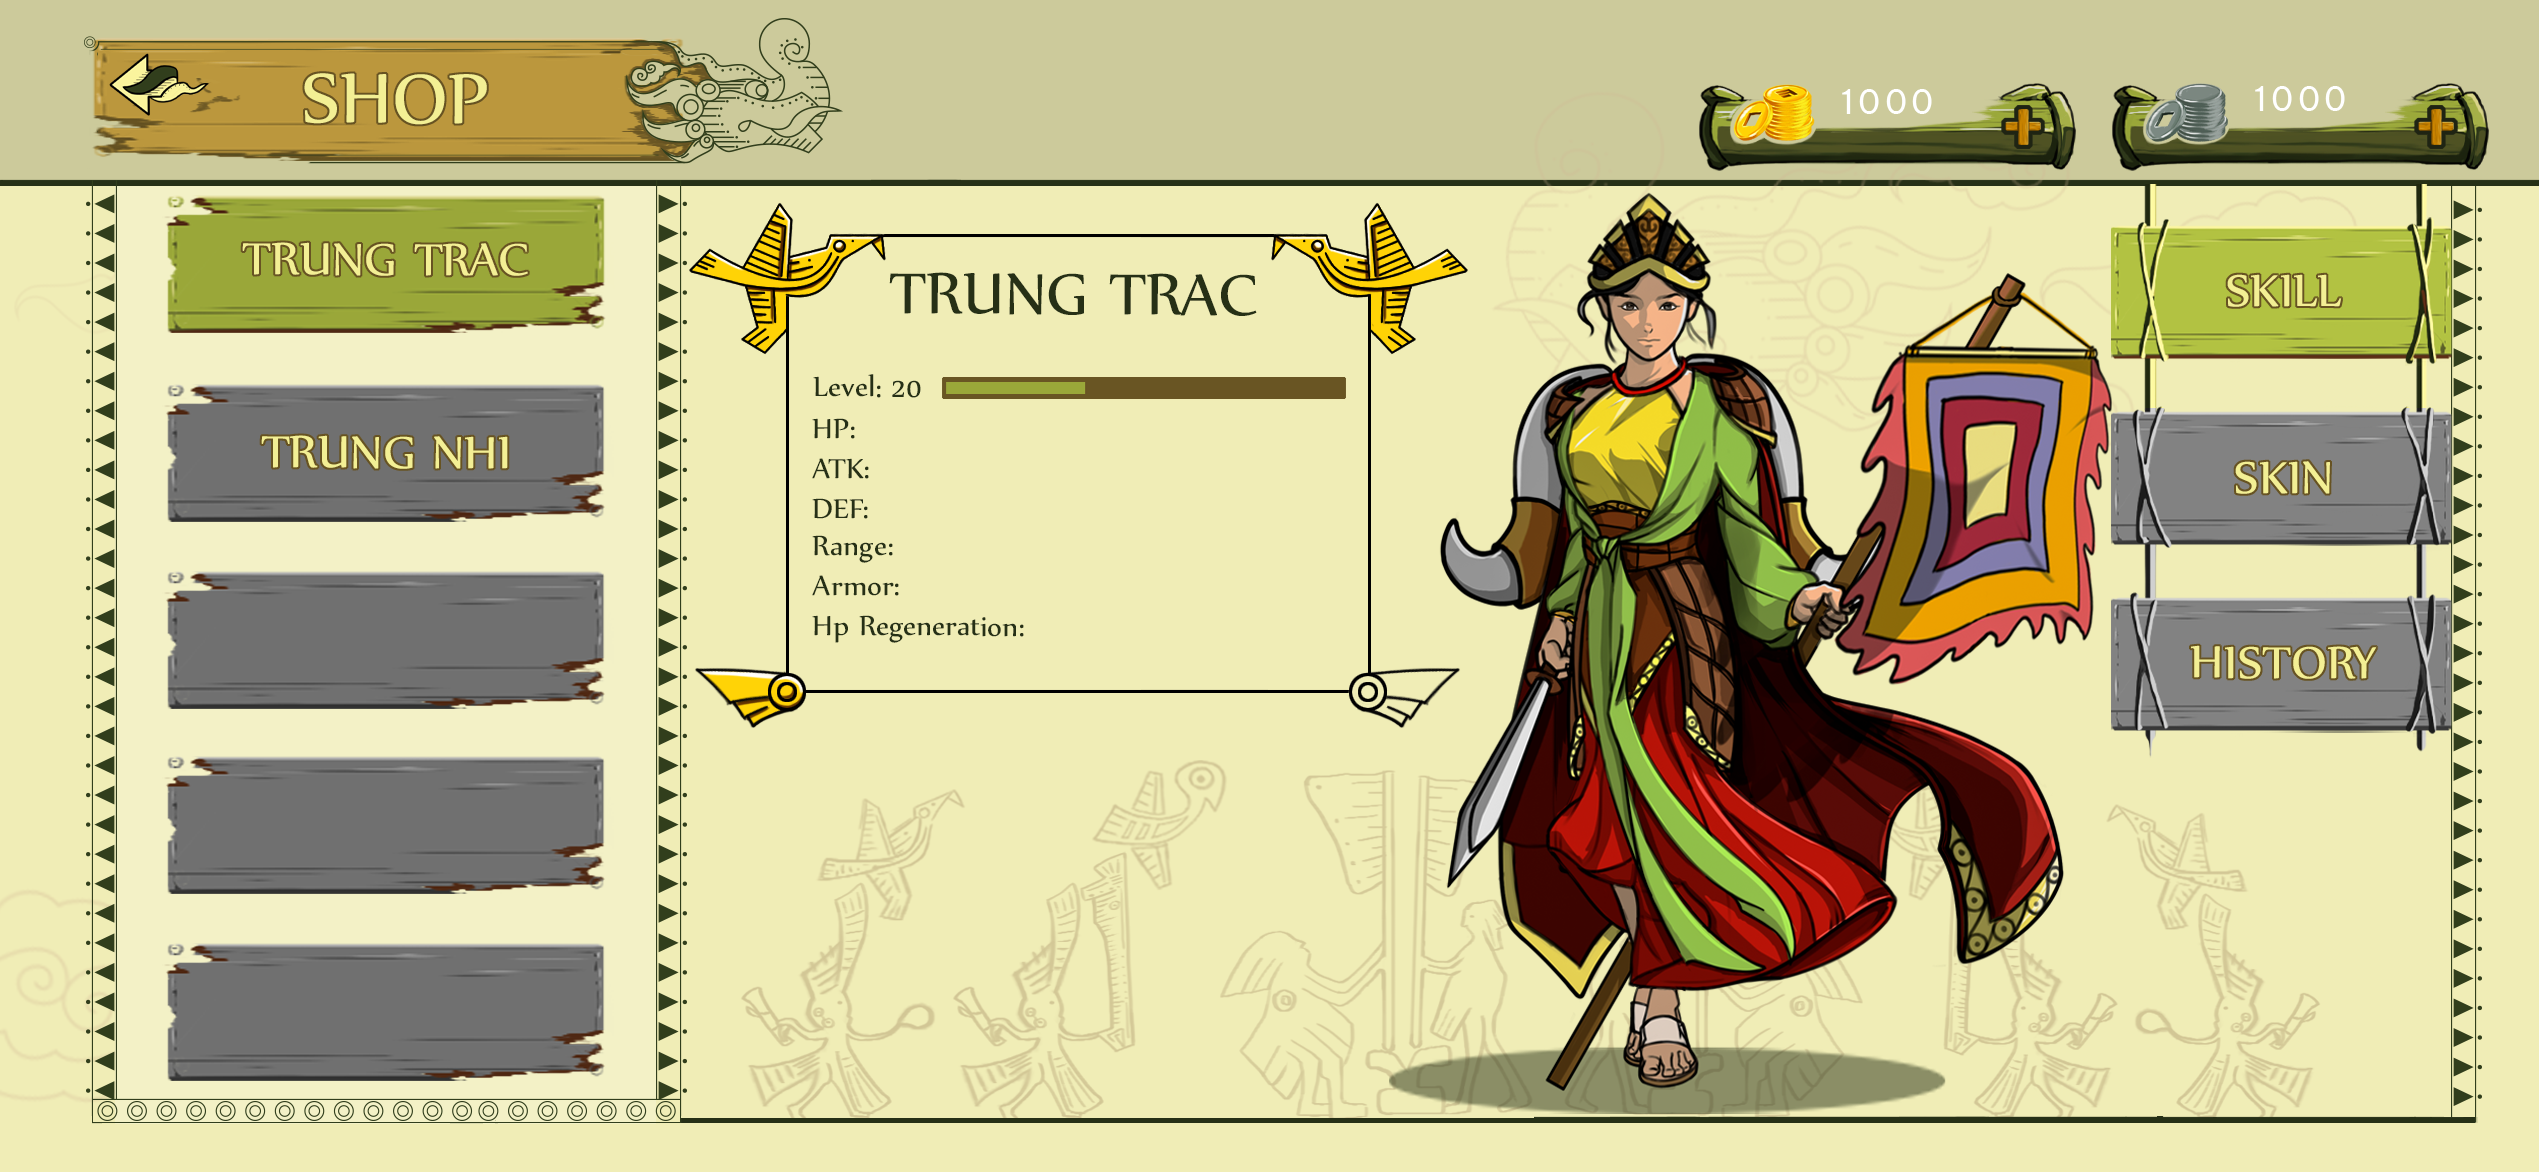 SHOP
1000
1000
TRUNG TRAC
TRUNG NHI
TRUNG TRAC
Level: 20
HP:
ATK:
DEF:
Range:
Armor:
Hp Regeneration:
SKILL
SKIN
HISTORY